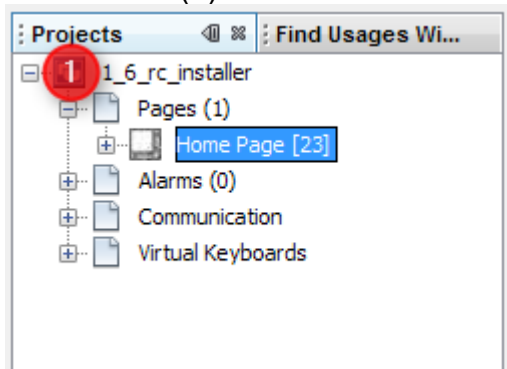 Projects Find Usages Wi...
1 1_6_rc_installer
Pages (1)
Home Page [23]
Alarms (0)
Communication
Virtual Keyboards